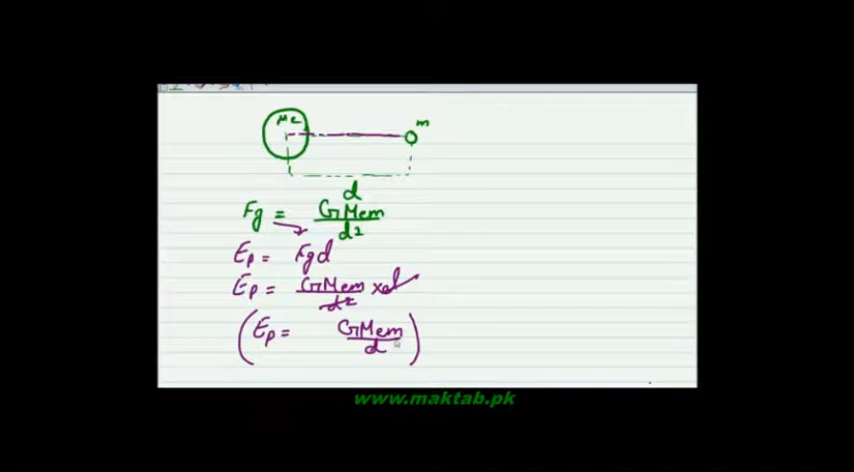 Me
m
d
Fg = GMem/d²
Ep = Fgd
Ep = GMem/d² × d
(Ep = GMem/d)
www.maktab.pk